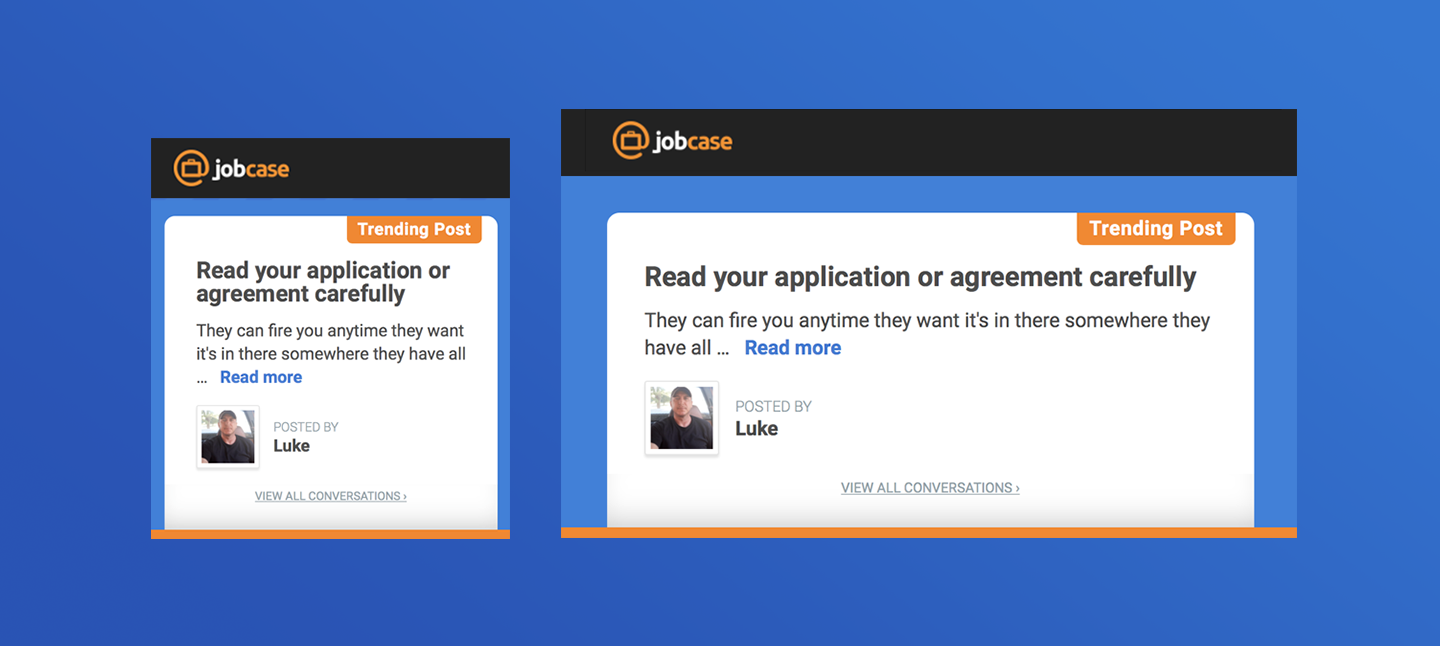 jobcase
Trending Post
Read your application or
agreement carefully
They can fire you anytime they want
it's in there somewhere they have all
... Read more
POSTED BY
Luke
VIEW ALL CONVERSATIONS ›
jobcase
Trending Post
Read your application or agreement carefully
They can fire you anytime they want it's in there somewhere they
have all ... Read more
POSTED BY
Luke
VIEW ALL CONVERSATIONS ›